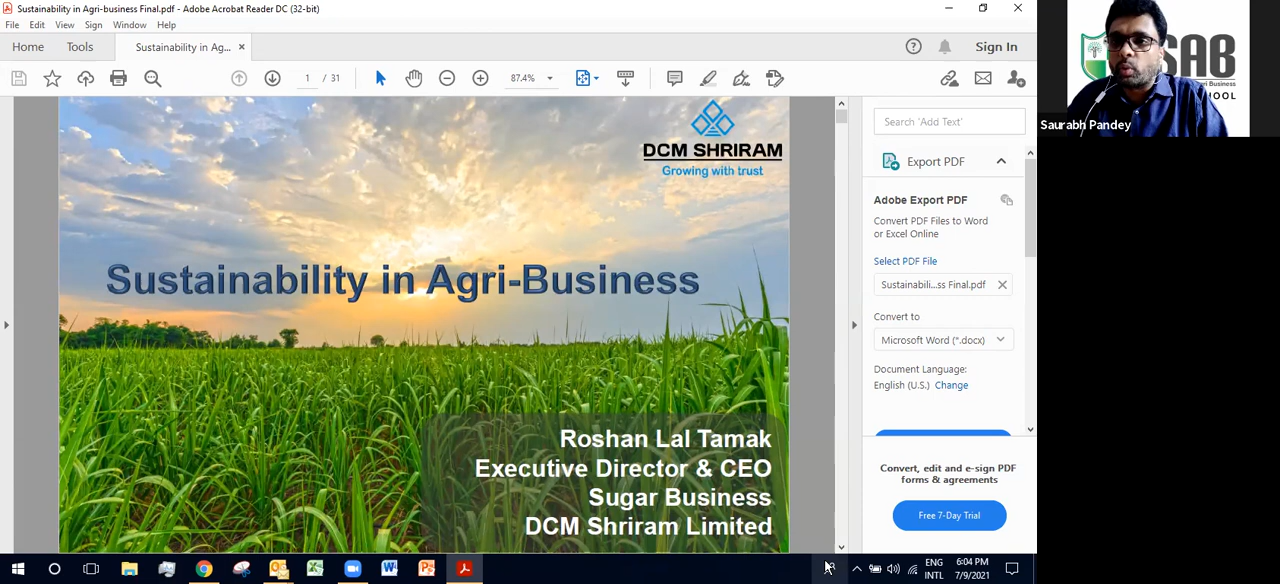 Sustainability in Agri-business Final.pdf - Adobe Acrobat Reader DC (32-bit)
File Edit View Sign Window Help
Home Tools Sustainability in Ag... Sign In
1 / 31 87.4%
DCM SHRIRAM
Growing with trust
Sustainability in Agri-Business
Roshan Lal Tamak
Executive Director & CEO
Sugar Business
DCM Shriram Limited
Search 'Add Text'
Export PDF
Adobe Export PDF
Convert PDF Files to Word
or Excel Online
Select PDF File
Sustainabili...ss Final.pdf
Convert to
Microsoft Word (*.docx)
Document Language:
English (U.S.) Change
Convert, edit and e-sign PDF
forms & agreements
Free 7-Day Trial
SAB
Business
HOOL
Saurabh Pandey
ENG
INTL
6:04 PM
7/9/2021